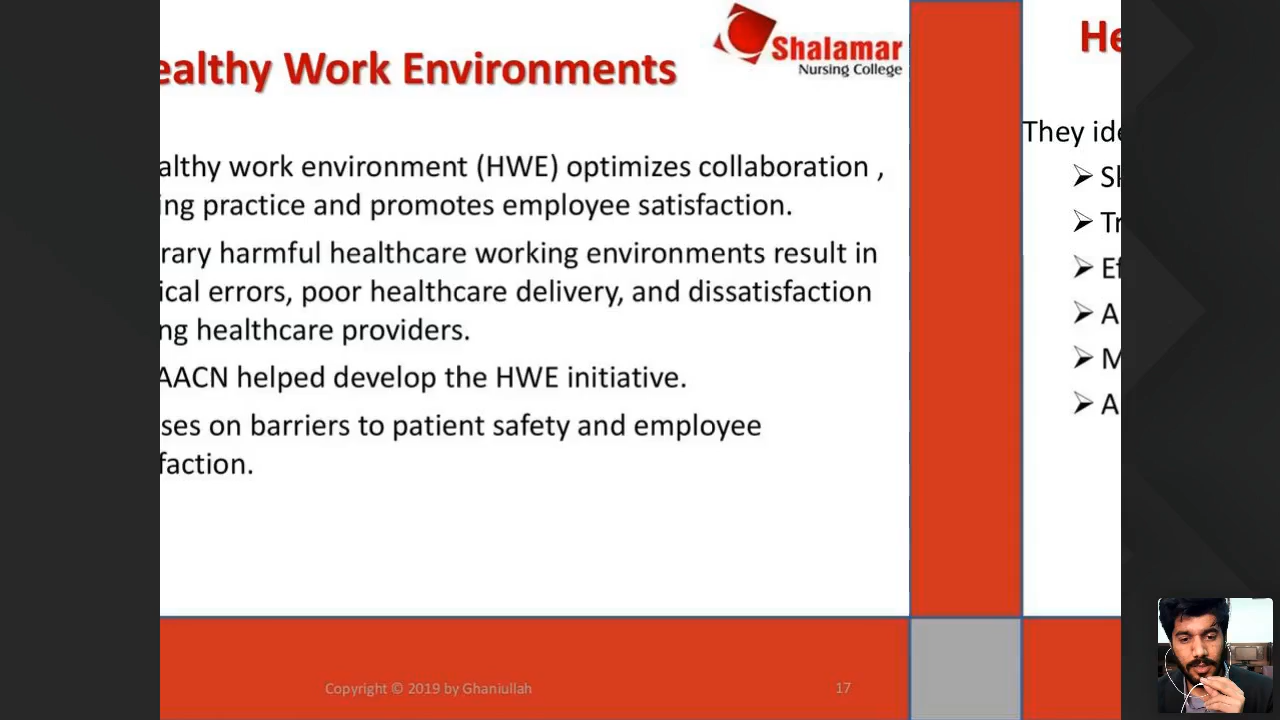 ealthy Work Environments
Shalamar
Nursing College
althy work environment (HWE) optimizes collaboration ,
ing practice and promotes employee satisfaction.
rary harmful healthcare working environments result in
ical errors, poor healthcare delivery, and dissatisfaction
ng healthcare providers.
AACN helped develop the HWE initiative.
ses on barriers to patient safety and employee
faction.
Copyright © 2019 by Ghaniullah
17
He
They ide
Tr
Ef
A
M
A